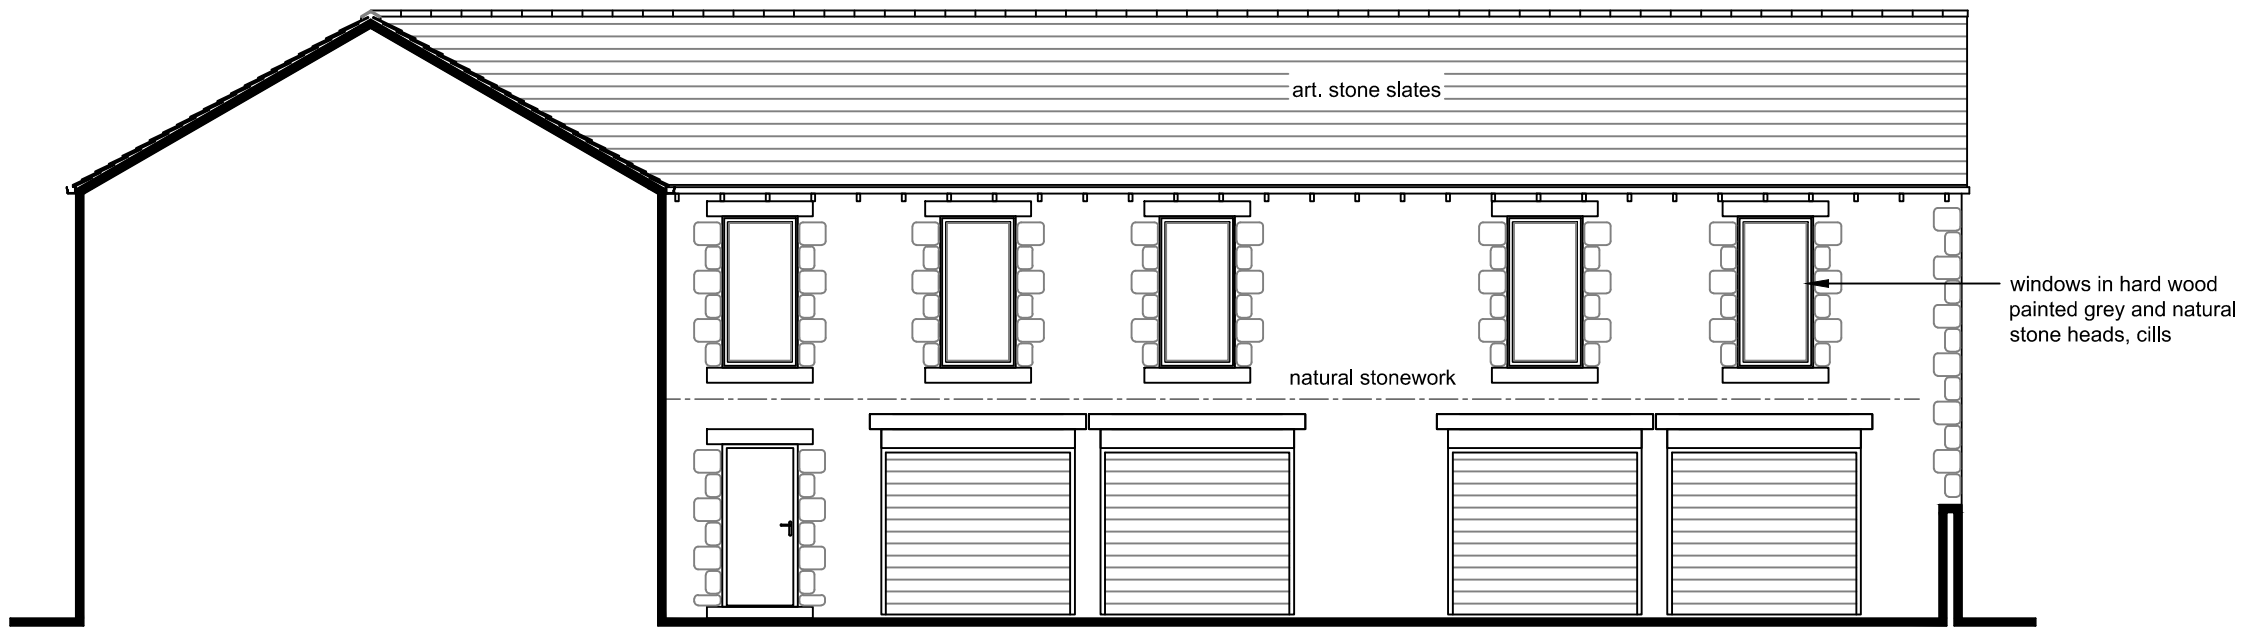 art. stone slates
windows in hard wood
painted grey and natural
stone heads, cills
natural stonework